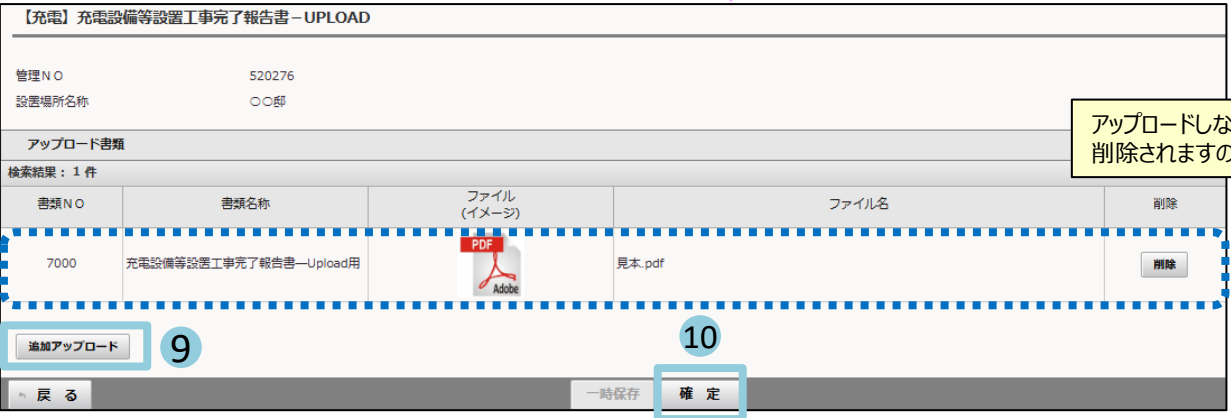 【充電】充電設備等設置工事完了報告書－UPLOAD
管理ＮＯ 520276
設置場所名称 ○○邸
アップロードしな
削除されますの
アップロード書類
検索結果：1 件
書類ＮＯ 書類名称 ファイル
(イメージ) ファイル名 削除
7000 充電設備等設置工事完了報告書―Upload用 PDF
Adobe 見本.pdf 削除
追加アップロード 9 10
戻 る 一時保存 確 定